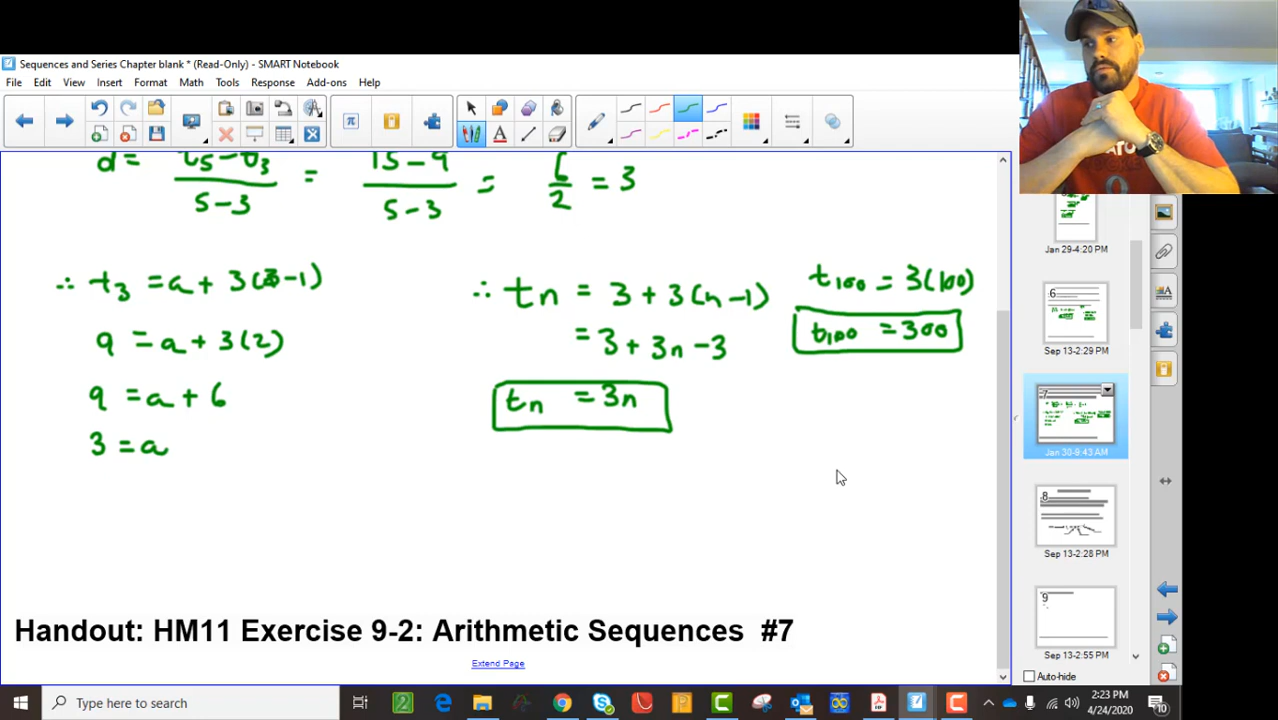 Sequences and Series Chapter blank * (Read-Only) - SMART Notebook
File Edit View Insert Format Math Tools Response Add-ons Help
d = t5-t3 / 5-3 = 15-9 / 5-3 = 6/2 = 3
∴ t3 = a + 3(3-1)
9 = a + 3(2)
9 = a + 6
3 = a
∴ tn = 3 + 3(n-1)
= 3 + 3n - 3
tn = 3n
t100 = 3(100)
t100 = 300
Handout: HM11 Exercise 9-2: Arithmetic Sequences #7
Extend Page
Jan 29-4:20 PM
6
Sep 13-2:29 PM
7
Jan 30-9:43 AM
8
Sep 13-2:28 PM
9
Sep 13-2:55 PM
Auto-hide
Type here to search
2:23 PM
4/24/2020
10